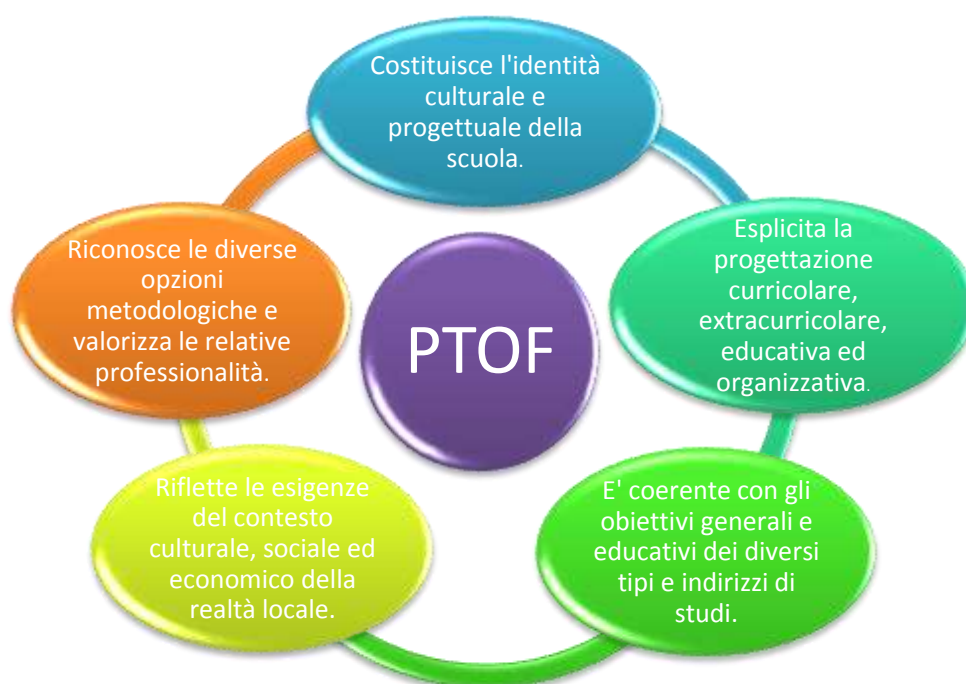 Costituisce l'identità
culturale e
progettuale della
scuola.
Esplicita la
progettazione
curricolare,
extracurricolare,
educativa ed
organizzativa.
E' coerente con gli
obiettivi generali e
educativi dei diversi
tipi e indirizzi di
studi.
Riflette le esigenze
del contesto
culturale, sociale ed
economico della
realtà locale.
Riconosce le diverse
opzioni
metodologiche e
valorizza le relative
professionalità.
PTOF